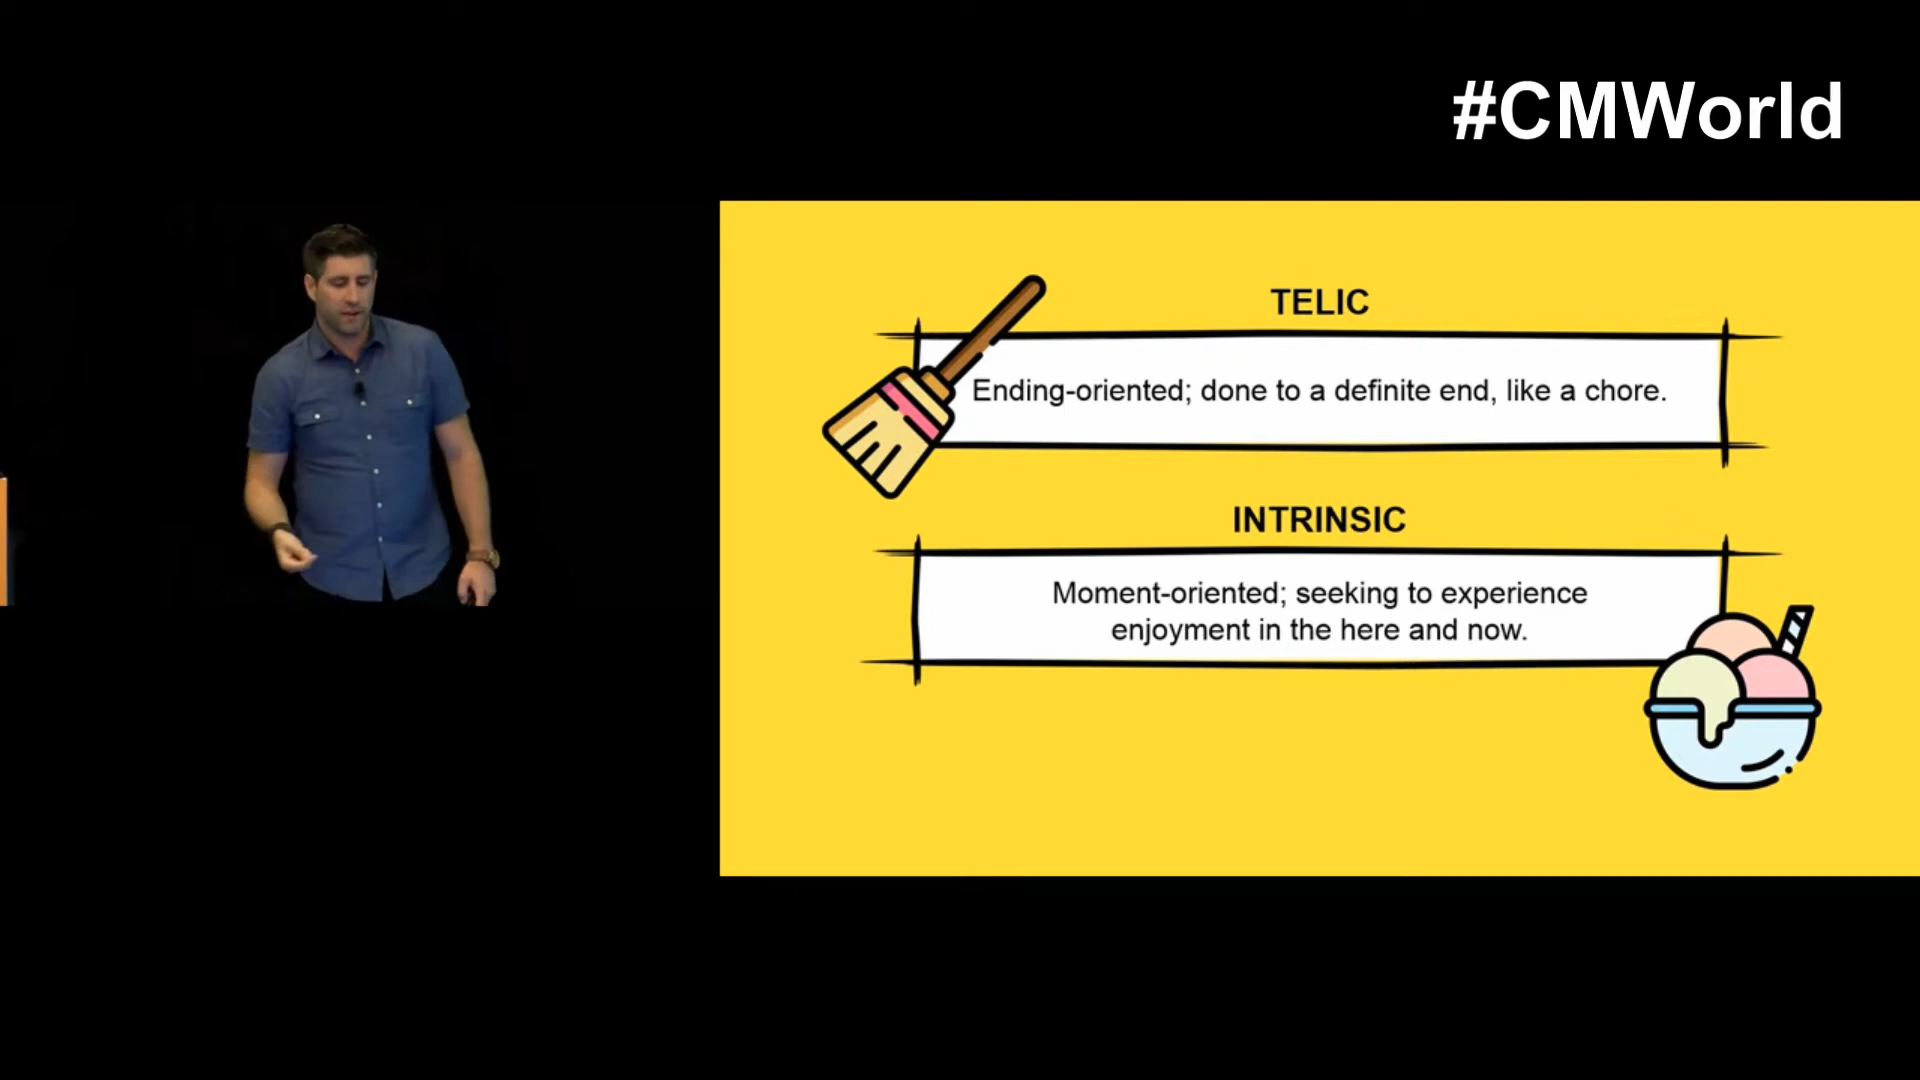 #CMWorld
TELIC
Ending-oriented; done to a definite end, like a chore.
INTRINSIC
Moment-oriented; seeking to experience
enjoyment in the here and now.